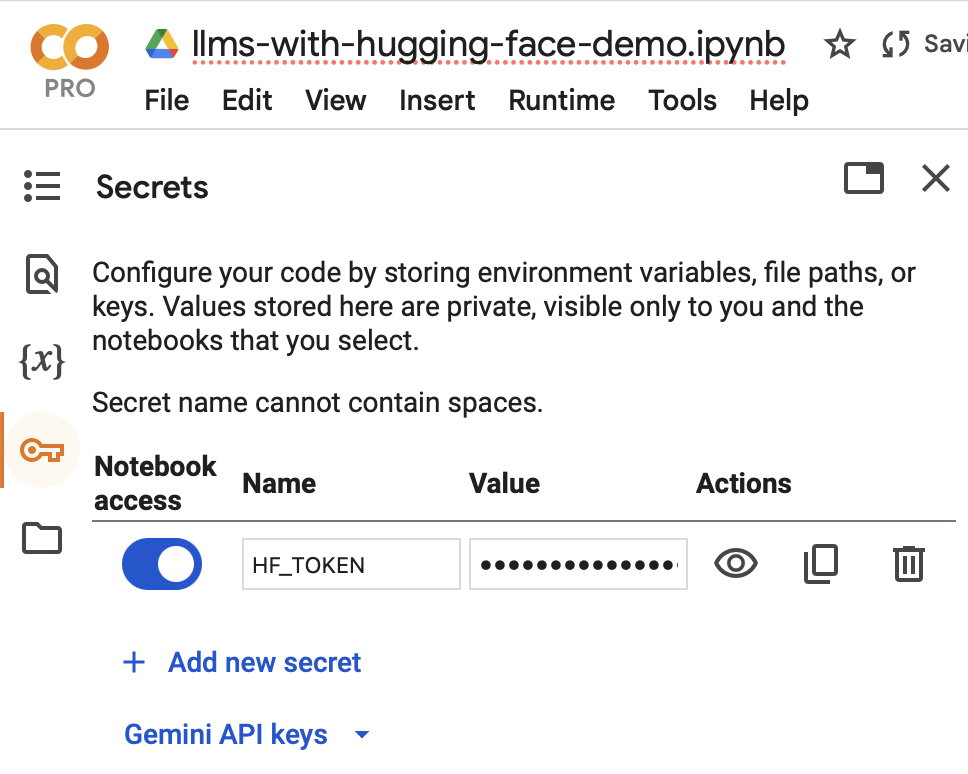 llms-with-hugging-face-demo.ipynb
Savi
PRO
File Edit View Insert Runtime Tools Help
Secrets
Configure your code by storing environment variables, file paths, or
keys. Values stored here are private, visible only to you and the
notebooks that you select.
Secret name cannot contain spaces.
Notebook
access
Name Value Actions
HF_TOKEN ••••••••••••••
+ Add new secret
Gemini API keys
{x}